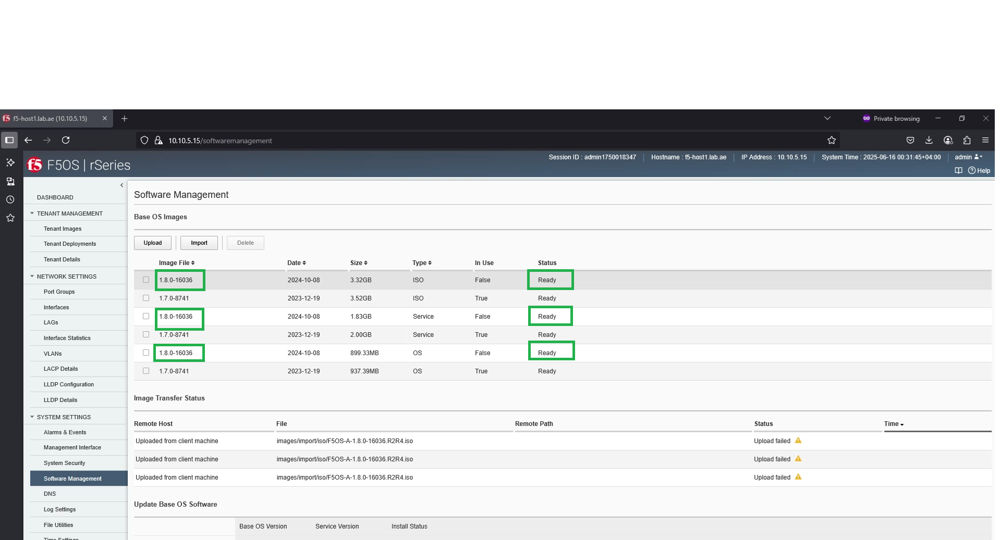 f5-host1.lab.ae (10.10.5.15)
Private browsing
10.10.5.15/softwaremanagement
f5 F5OS | rSeries
Session ID : admin1750018347 Hostname : f5-host1.lab.ae IP Address : 10.10.5.15 System Time : 2025-06-16 00:31:45+04:00 admin
Help
DASHBOARD
TENANT MANAGEMENT
Tenant Images
Tenant Deployments
Tenant Details
NETWORK SETTINGS
Port Groups
Interfaces
LAGs
Interface Statistics
VLANs
LACP Details
LLDP Configuration
LLDP Details
SYSTEM SETTINGS
Alarms & Events
Management Interface
System Security
Software Management
DNS
Log Settings
File Utilities
Time Settings
Software Management
Base OS Images
Upload Import Delete
Image File Date Size Type In Use Status
1.8.0-16036 2024-10-08 3.32GB ISO False Ready
1.7.0-8741 2023-12-19 3.52GB ISO True Ready
1.8.0-16036 2024-10-08 1.83GB Service False Ready
1.7.0-8741 2023-12-19 2.00GB Service True Ready
1.8.0-16036 2024-10-08 899.33MB OS False Ready
1.7.0-8741 2023-12-19 937.39MB OS True Ready
Image Transfer Status
Remote Host File Remote Path Status Time
Uploaded from client machine images/import/iso/F5OS-A-1.8.0-16036.R2R4.iso Upload failed
Uploaded from client machine images/import/iso/F5OS-A-1.8.0-16036.R2R4.iso Upload failed
Uploaded from client machine images/import/iso/F5OS-A-1.8.0-16036.R2R4.iso Upload failed
Update Base OS Software
Base OS Version Service Version Install Status